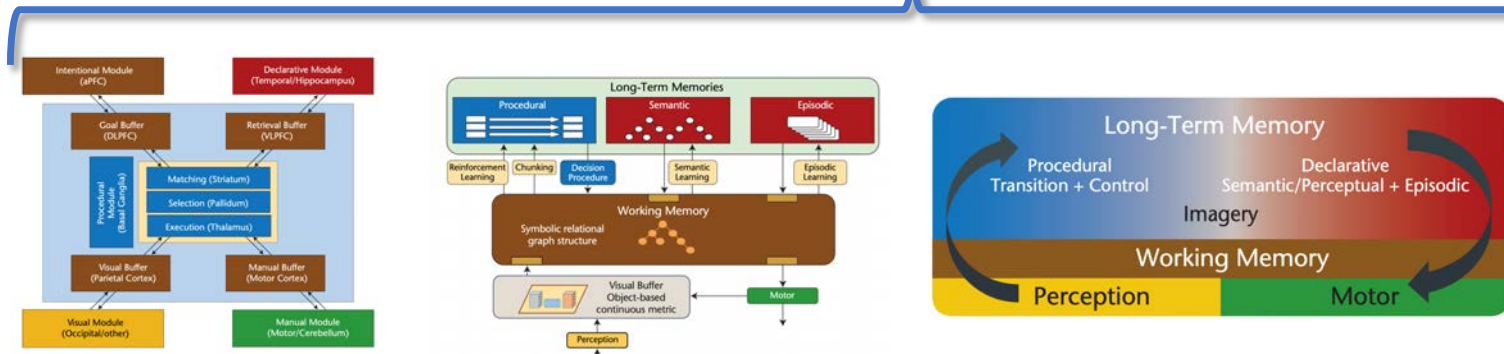 Intentional Module
(aPFC)
Declarative Module
(Temporal/Hippocampus)
Goal Buffer
(DLPFC)
Retrieval Buffer
(VLPFC)
Procedural
Module
(Basal Ganglia)
Matching (Striatum)
Selection (Pallidum)
Execution (Thalamus)
Visual Buffer
(Parietal Cortex)
Manual Buffer
(Motor Cortex)
Visual Module
(Occipital/other)
Manual Module
(Motor/Cerebellum)
Long-Term Memories
Procedural
Semantic
Episodic
Reinforcement
Learning
Chunking
Decision
Procedure
Semantic
Learning
Episodic
Learning
Working Memory
Symbolic relational
graph structure
Visual Buffer
Object-based
continuous metric
Motor
Perception
Long-Term Memory
Procedural
Transition + Control
Declarative
Semantic/Perceptual + Episodic
Imagery
Working Memory
Perception
Motor